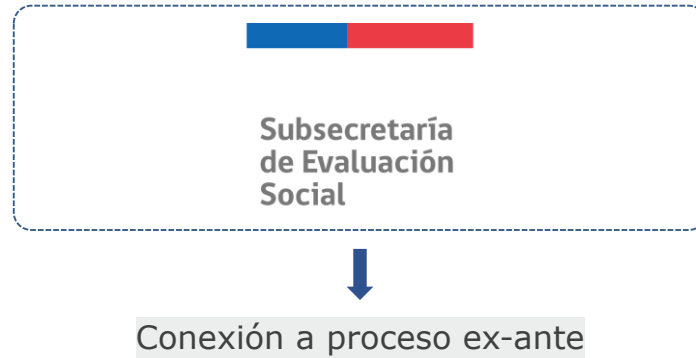 Subsecretaría
de Evaluación
Social
Conexión a proceso ex-ante